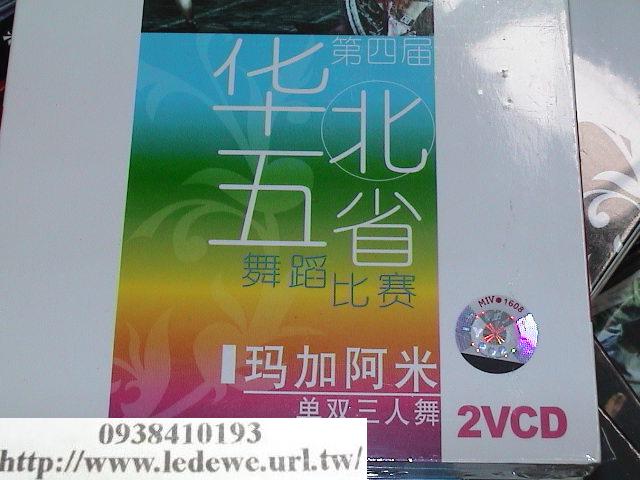 第四届
华北
五省
舞蹈比赛
玛加阿米
单双三人舞
2VCD
MIV●1608
0938410193
http://www.ledewe.url.tw/